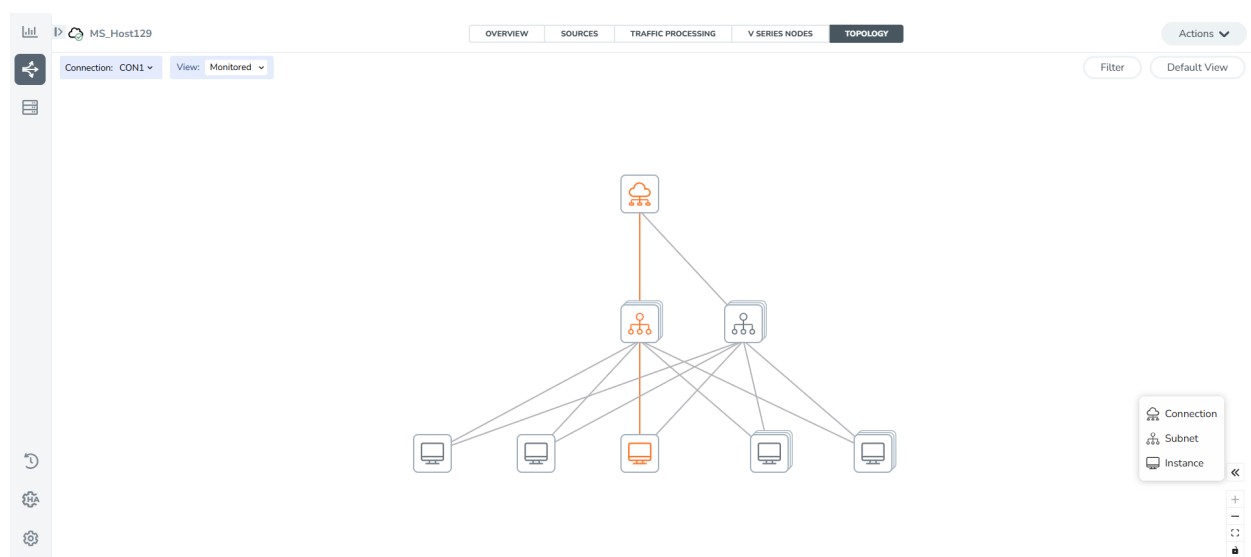 MS_Host129
OVERVIEW
SOURCES
TRAFFIC PROCESSING
V SERIES NODES
TOPOLOGY
Actions
Connection: CON1
View: Monitored
Filter
Default View
Connection
Subnet
Instance
HA